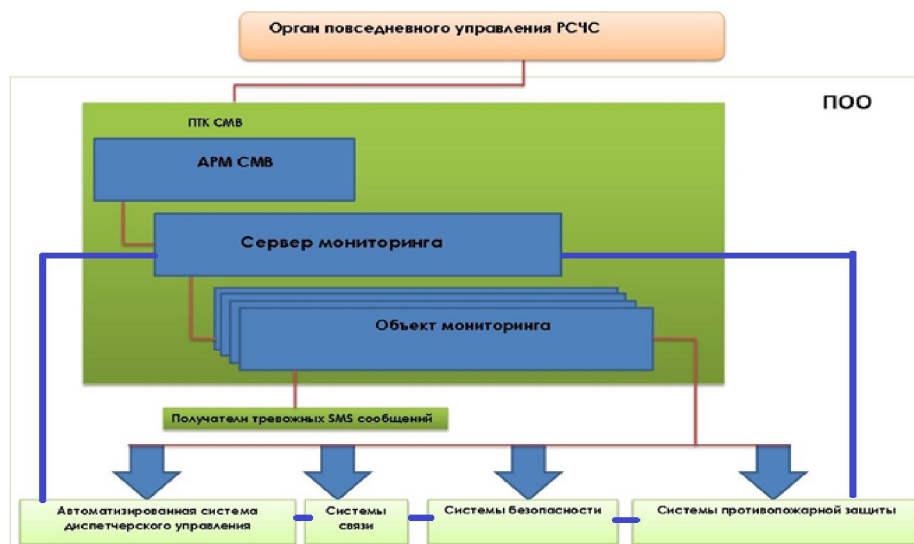 Орган повседневного управления РСЧС
ПОО
ПТК СМВ
АРМ СМВ
Сервер мониторинга
Объект мониторинга
Получатели тревожных SMS сообщений
Автоматизированная система
диспетчерского управления
Системы
связи
Системы безопасности
Системы противопожарной защиты